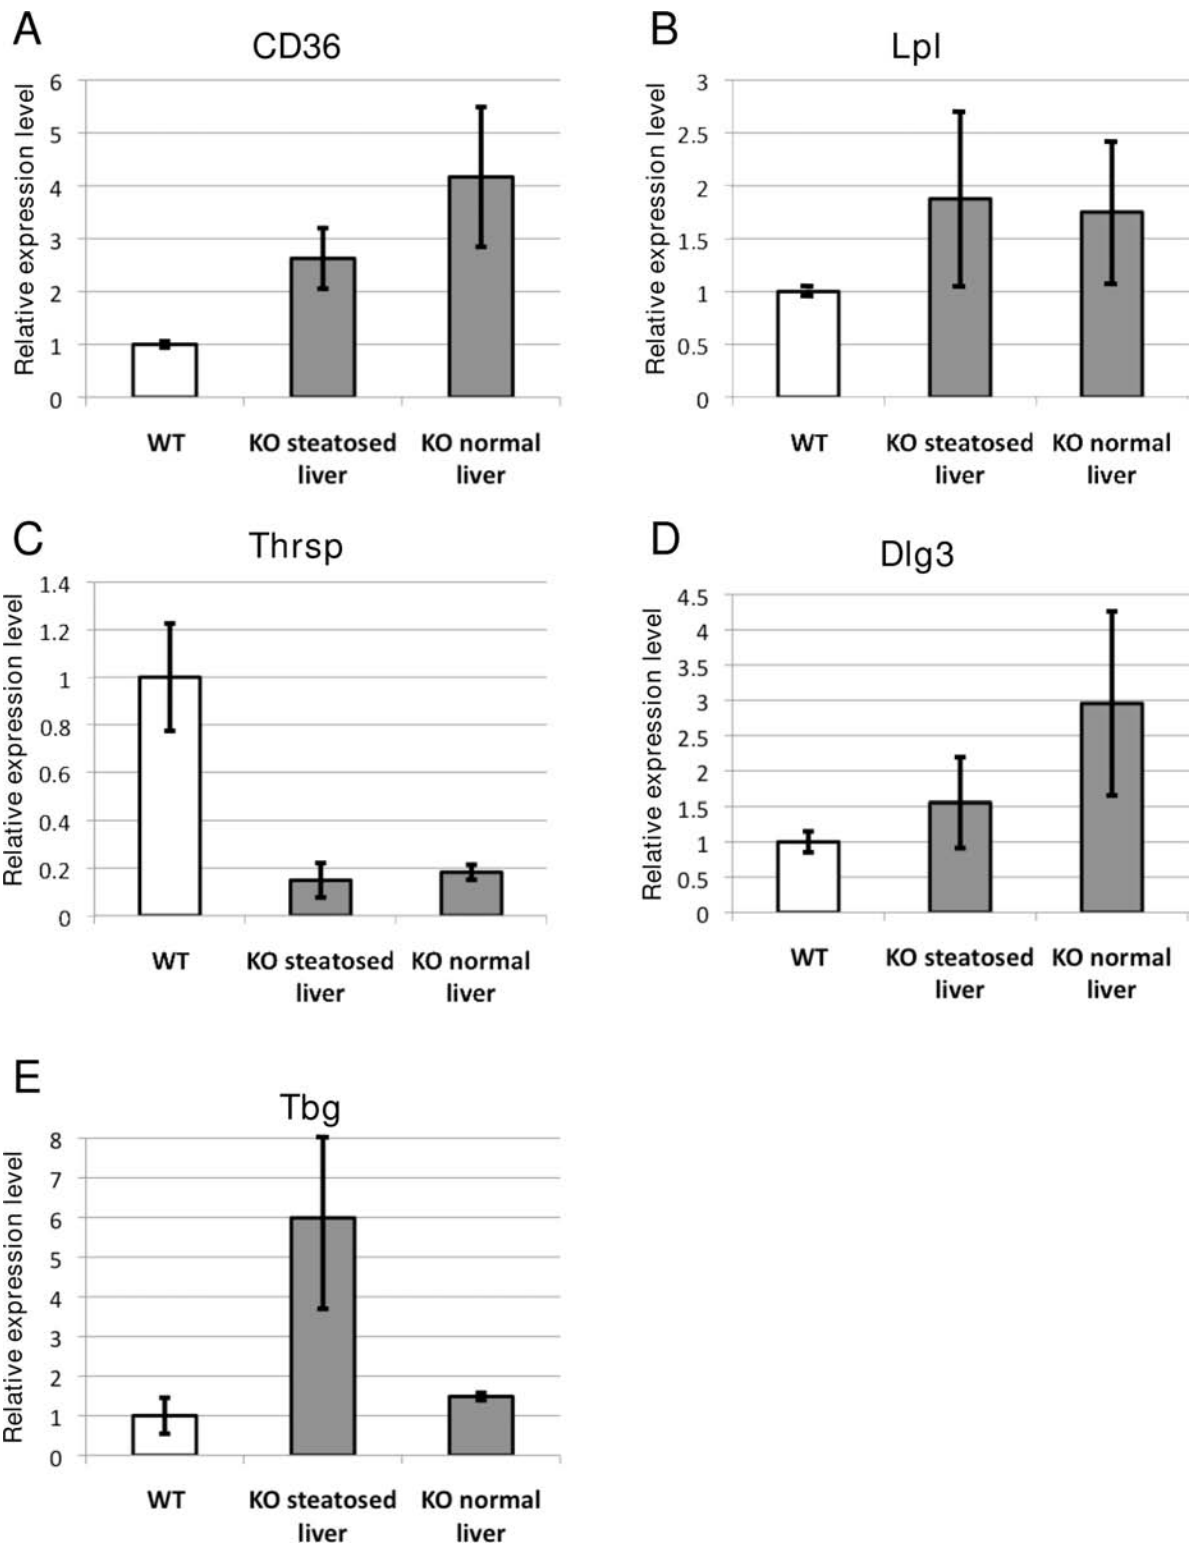 A
CD36
Relative expression level
6
5
4
3
2
1
0
WT
KO steatosed
liver
KO normal
liver
B
Lpl
Relative expression level
3
2.5
2
1.5
1
0.5
0
WT
KO steatosed
liver
KO normal
liver
C
Thrsp
Relative expression level
1.4
1.2
1
0.8
0.6
0.4
0.2
0
WT
KO steatosed
liver
KO normal
liver
D
Dlg3
Relative expression level
4.5
4
3.5
3
2.5
2
1.5
1
0.5
0
WT
KO steatosed
liver
KO normal
liver
E
Tbg
Relative expression level
8
7
6
5
4
3
2
1
0
WT
KO steatosed
liver
KO normal
liver